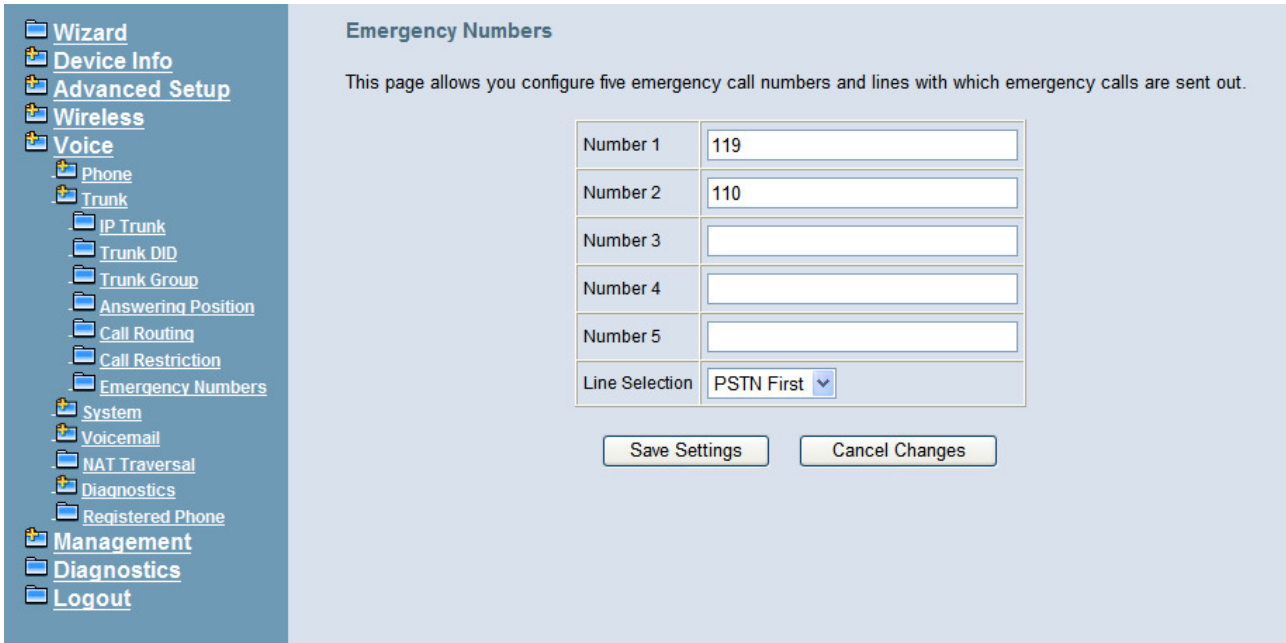 Wizard
Device Info
Advanced Setup
Wireless
Voice
Phone
Trunk
IP Trunk
Trunk DID
Trunk Group
Answering Position
Call Routing
Call Restriction
Emergency Numbers
System
Voicemail
NAT Traversal
Diagnostics
Registered Phone
Management
Diagnostics
Logout
Emergency Numbers
This page allows you configure five emergency call numbers and lines with which emergency calls are sent out.
Number 1 119
Number 2 110
Number 3
Number 4
Number 5
Line Selection PSTN First
Save Settings Cancel Changes